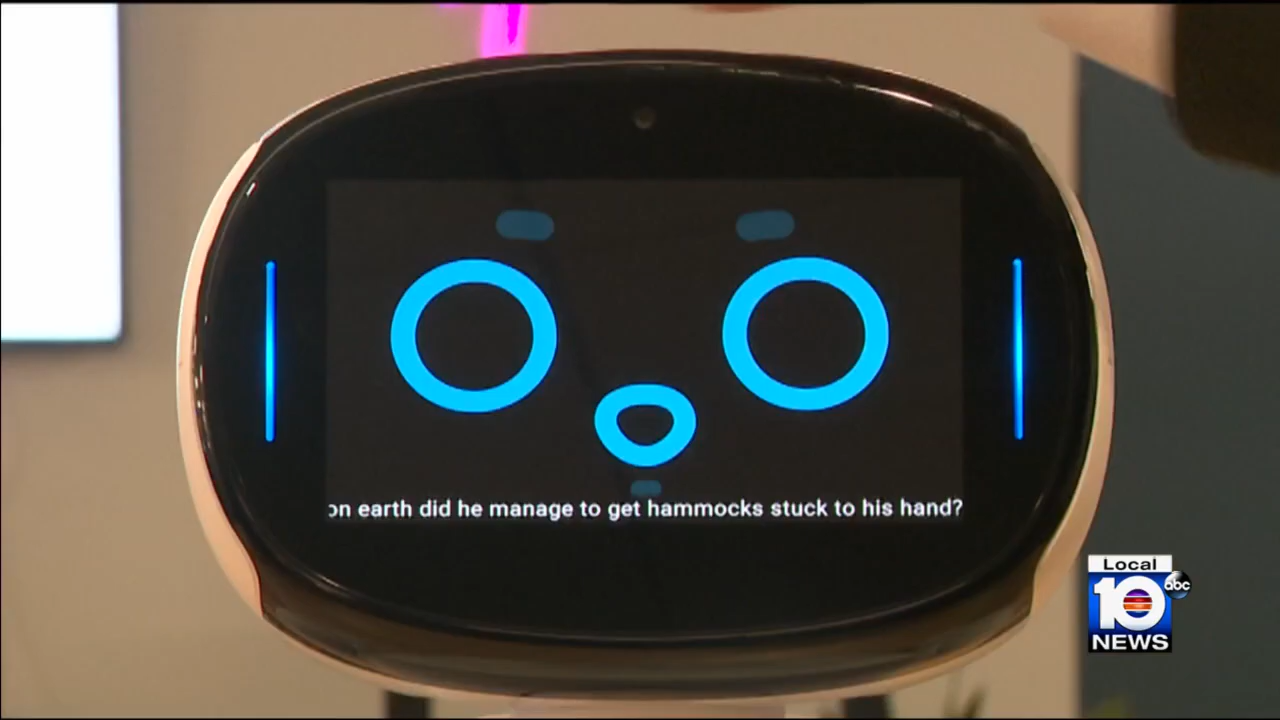 on earth did he manage to get hammocks stuck to his hand?
Local
10
abc
NEWS